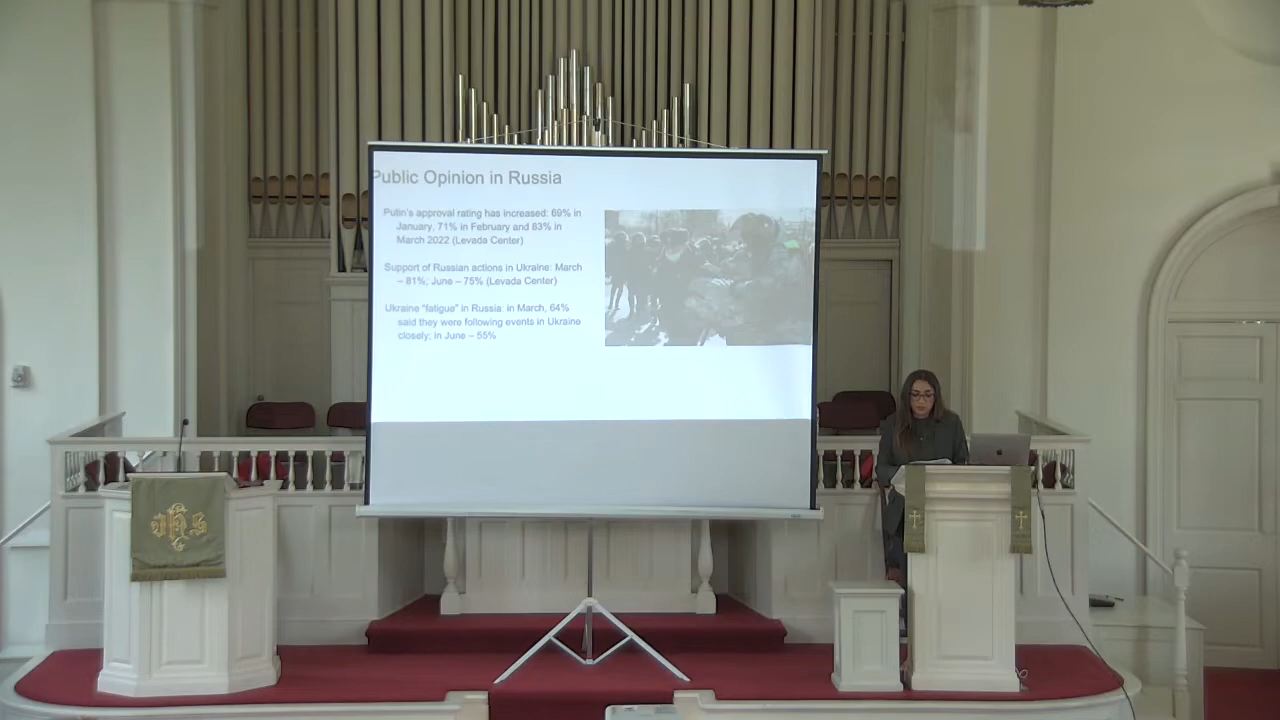 Public Opinion in Russia
Putin's approval rating has increased: 69% in
January, 71% in February and 83% in
March 2022 (Levada Center)
Support of Russian actions in Ukraine: March
– 81%; June – 75% (Levada Center)
Ukraine "fatigue" in Russia: in March, 64%
said they were following events in Ukraine
closely; in June – 55%
IHS